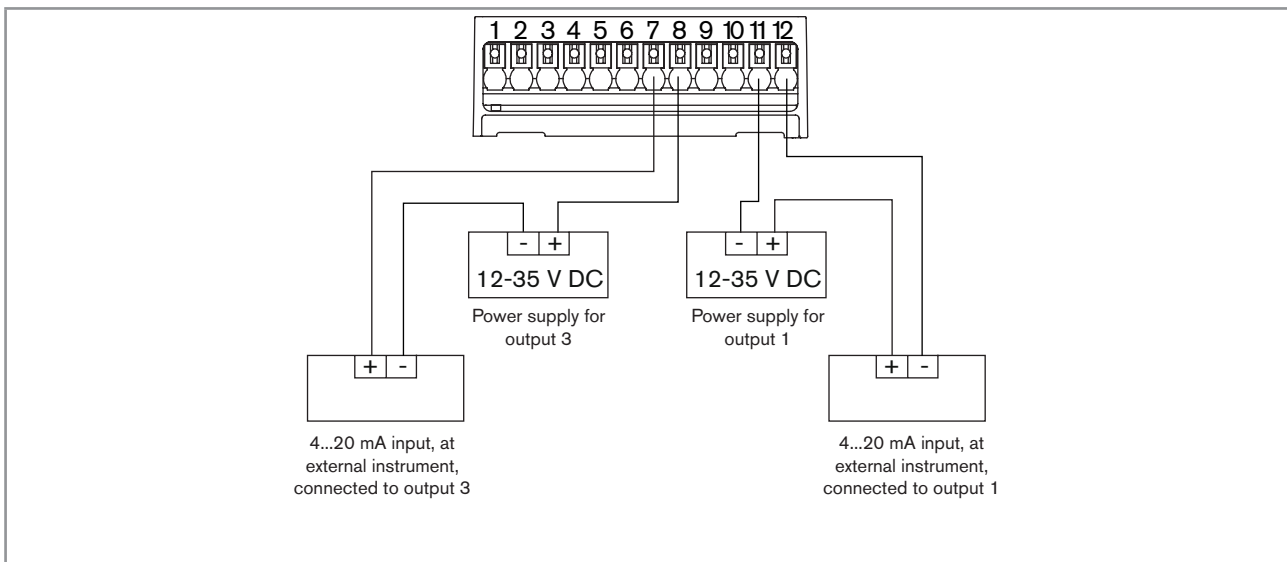 1 2 3 4 5 6 7 8 9 10 11 12
- +
12-35 V DC
Power supply for
output 3
- +
12-35 V DC
Power supply for
output 1
+ -
4...20 mA input, at
external instrument,
connected to output 3
+ -
4...20 mA input, at
external instrument,
connected to output 1